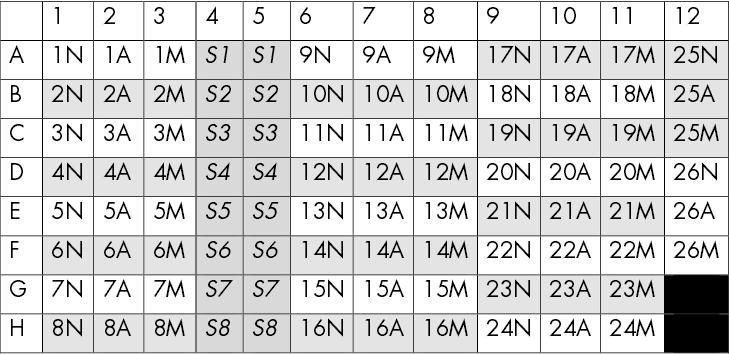 1 2 3 4 5 6 7 8 9 10 11 12
A 1N 1A 1M S1 S1 9N 9A 9M 17N 17A 17M 25N
B 2N 2A 2M S2 S2 10N 10A 10M 18N 18A 18M 25A
C 3N 3A 3M S3 S3 11N 11A 11M 19N 19A 19M 25M
D 4N 4A 4M S4 S4 12N 12A 12M 20N 20A 20M 26N
E 5N 5A 5M S5 S5 13N 13A 13M 21N 21A 21M 26A
F 6N 6A 6M S6 S6 14N 14A 14M 22N 22A 22M 26M
G 7N 7A 7M S7 S7 15N 15A 15M 23N 23A 23M
H 8N 8A 8M S8 S8 16N 16A 16M 24N 24A 24M